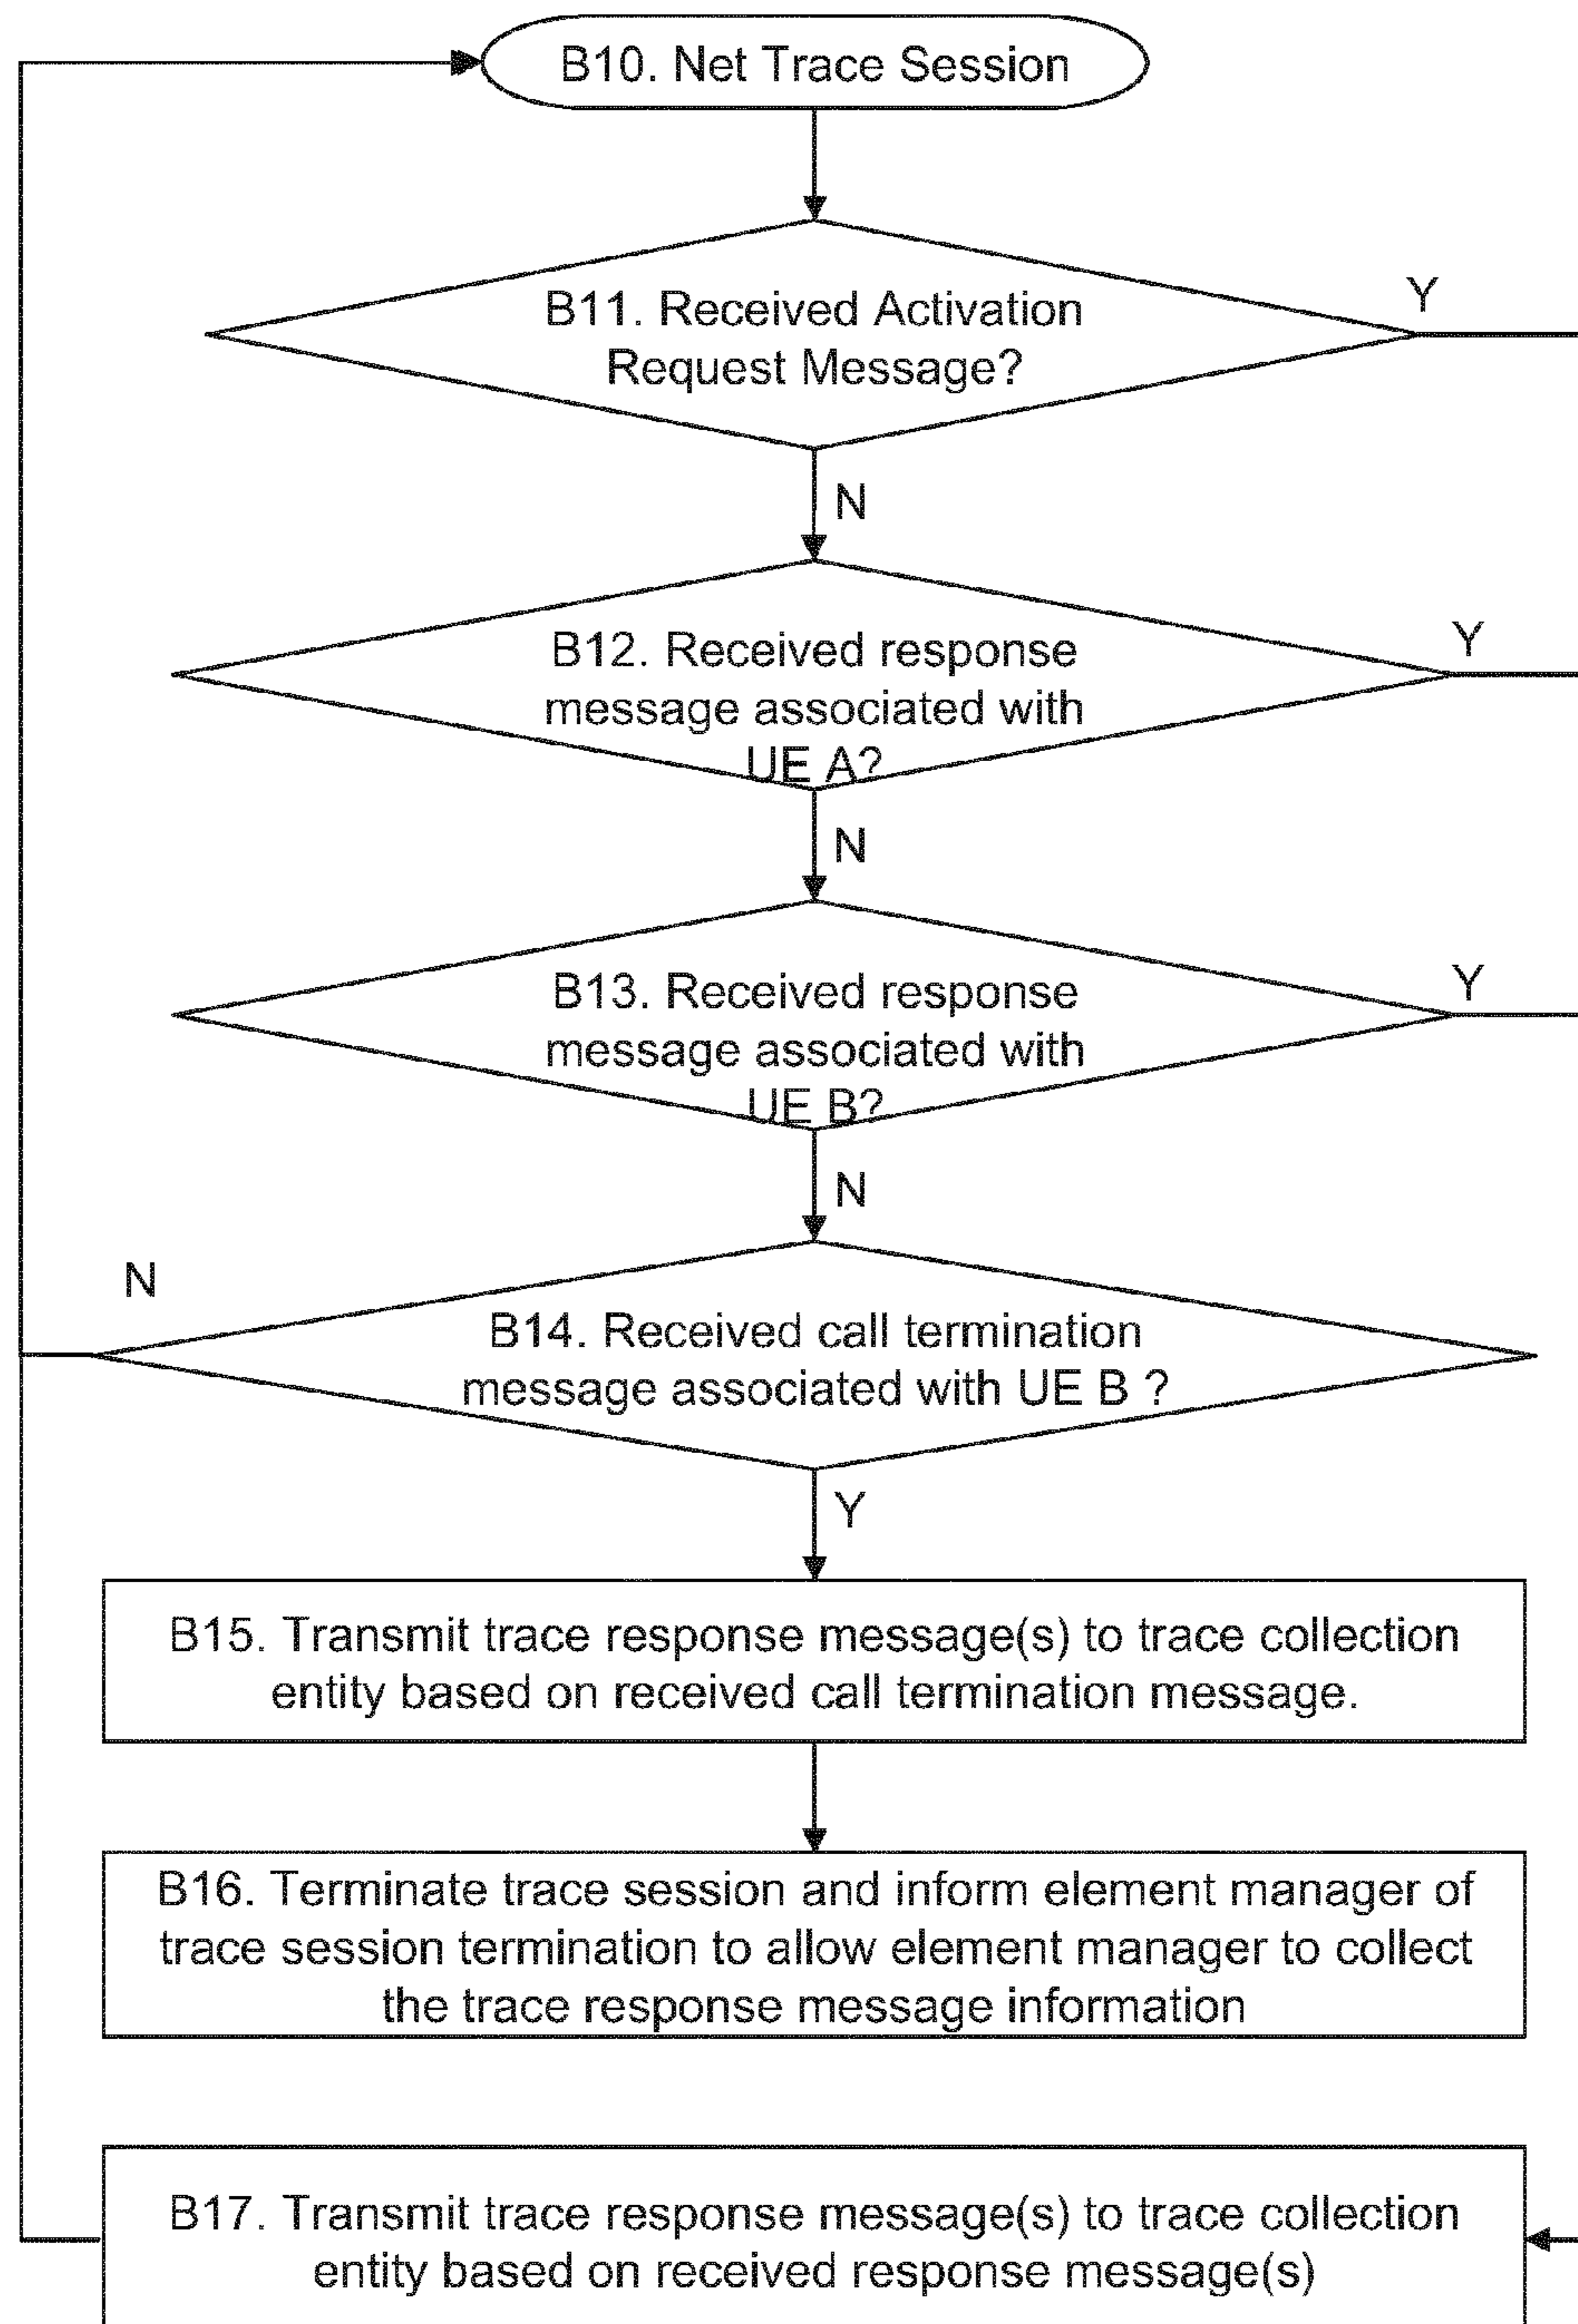 B10. Net Trace Session
B11. Received Activation
Request Message?
Y
N
B12. Received response
message associated with
UE A?
Y
N
B13. Received response
message associated with
UE B?
Y
N
N
B14. Received call termination
message associated with UE B ?
Y
B15. Transmit trace response message(s) to trace collection
entity based on received call termination message.
B16. Terminate trace session and inform element manager of
trace session termination to allow element manager to collect
the trace response message information
B17. Transmit trace response message(s) to trace collection
entity based on received response message(s)